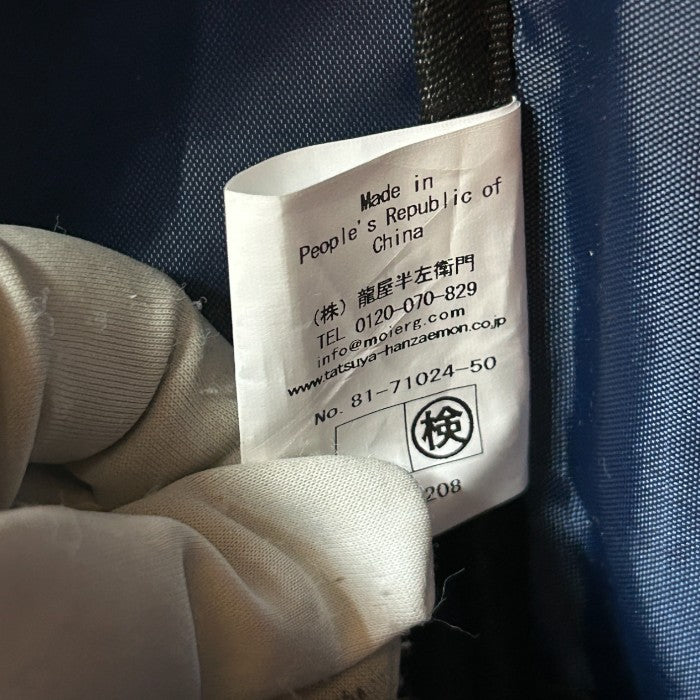 Made in
People's Republic of
China
(株) 龍屋半左衛門
TEL 0120-070-829
info@moierg.com
www.tatsuya-hanzaemon.co.jp
No. 81-71024-50
検
208